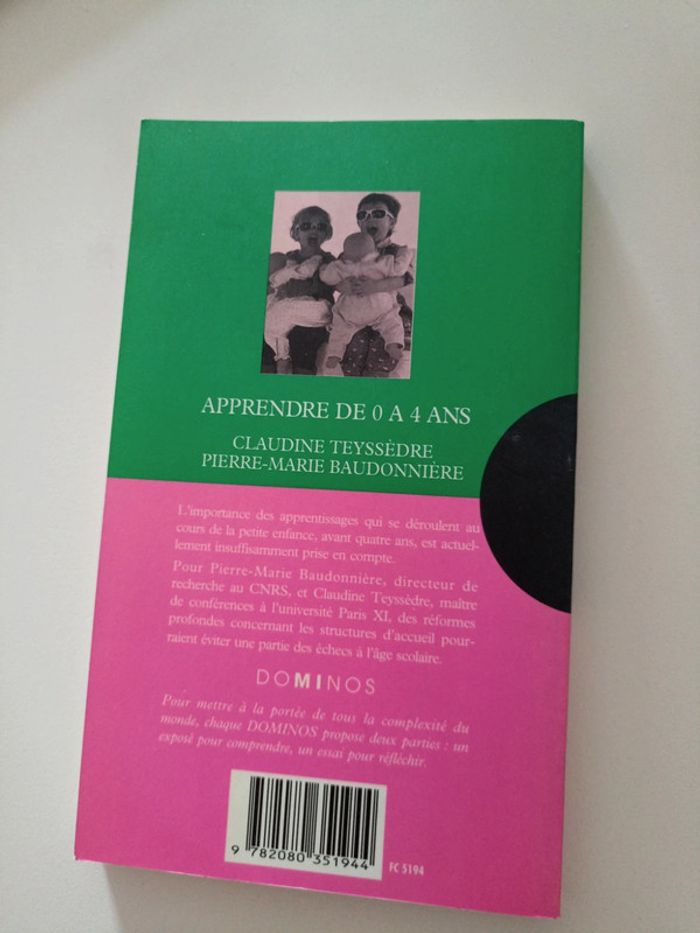 APPRENDRE DE 0 A 4 ANS
CLAUDINE TEYSSÈDRE
PIERRE-MARIE BAUDONNIÈRE
L'importance des apprentissages qui se déroulent au
cours de la petite enfance, avant quatre ans, est actuel-
lement insuffisamment prise en compte.
Pour Pierre-Marie Baudonnière, directeur de
recherche au CNRS, et Claudine Teyssèdre, maître
de conférences à l'université Paris XI, des réformes
profondes concernant les structures d'accueil pour-
raient éviter une partie des échecs à l'âge scolaire.
DOMINOS
Pour mettre à la portée de tous la complexité du
monde, chaque DOMINOS propose deux parties : un
exposé pour comprendre, un essai pour réfléchir.
9 782080 351944
FC 5194